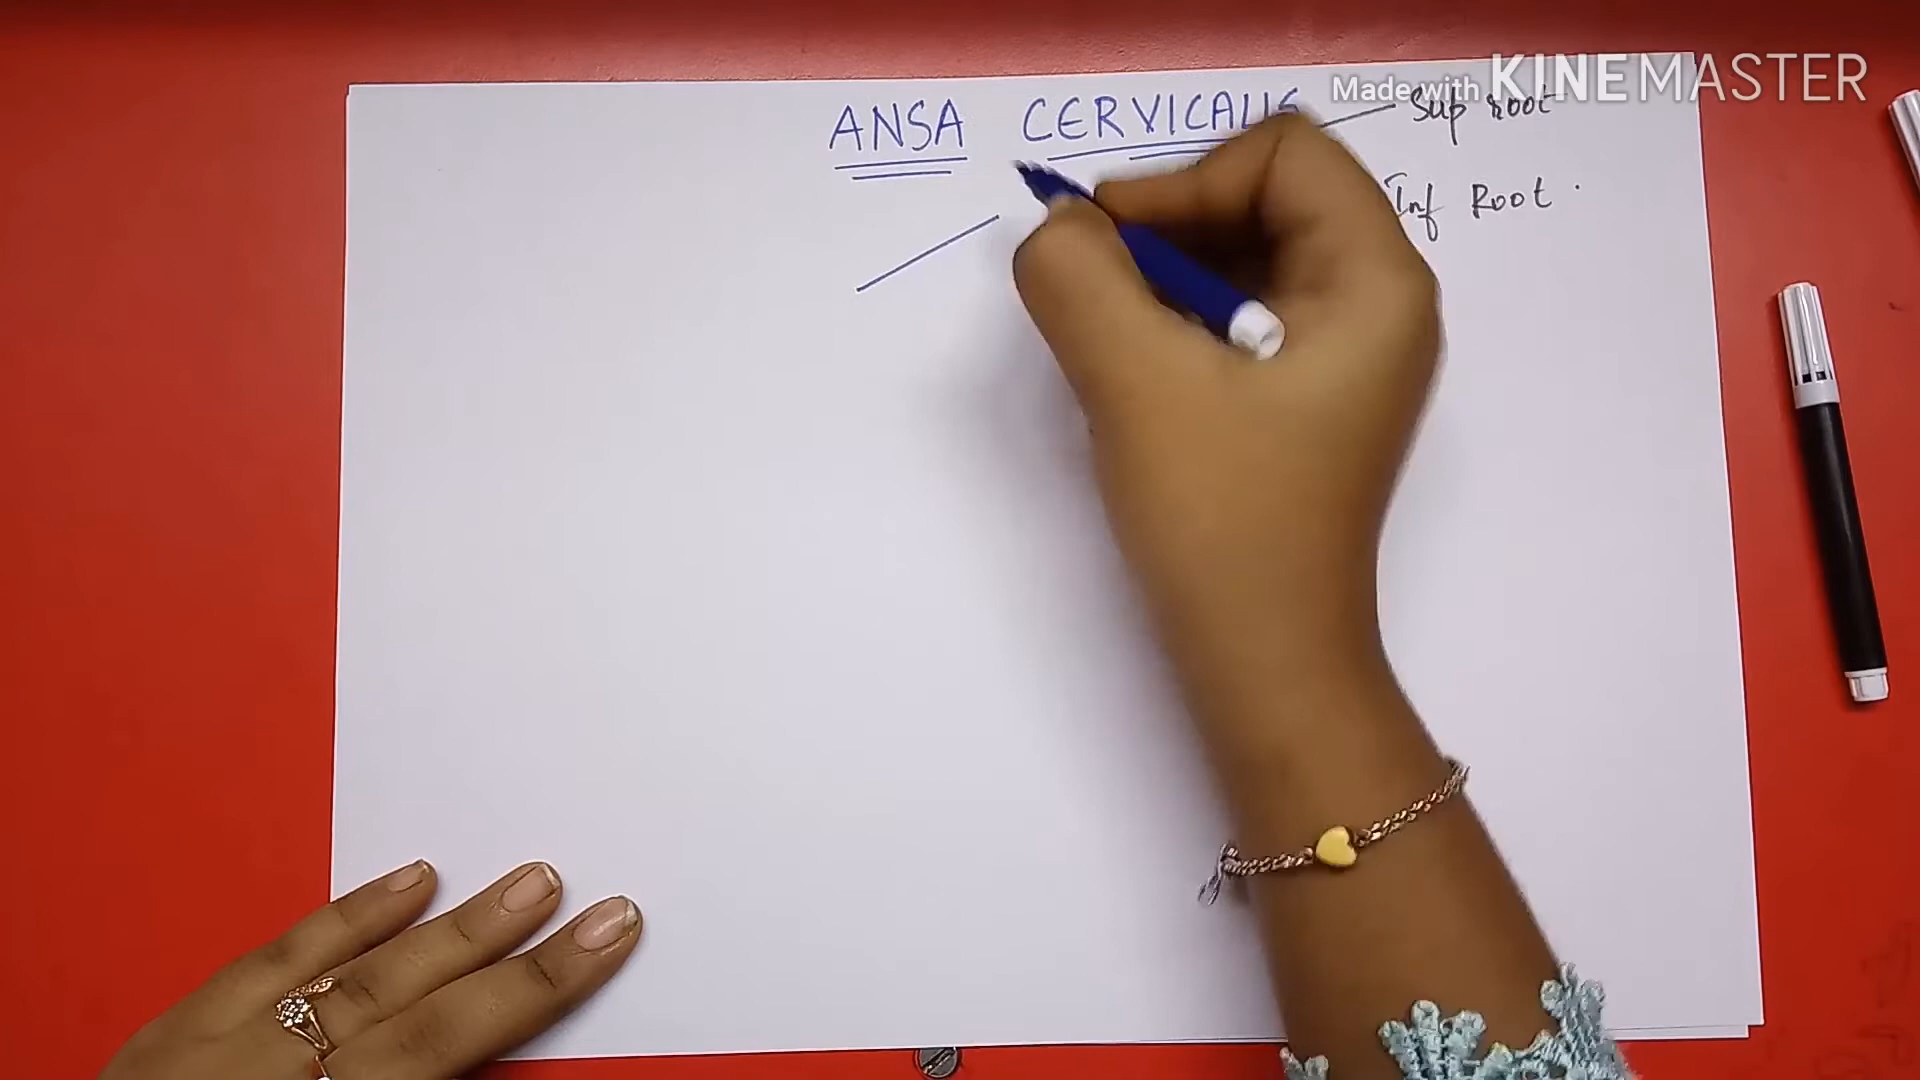 Made with KINEMASTER
ANSA CERVICALIS
Sup root
Inf Root .